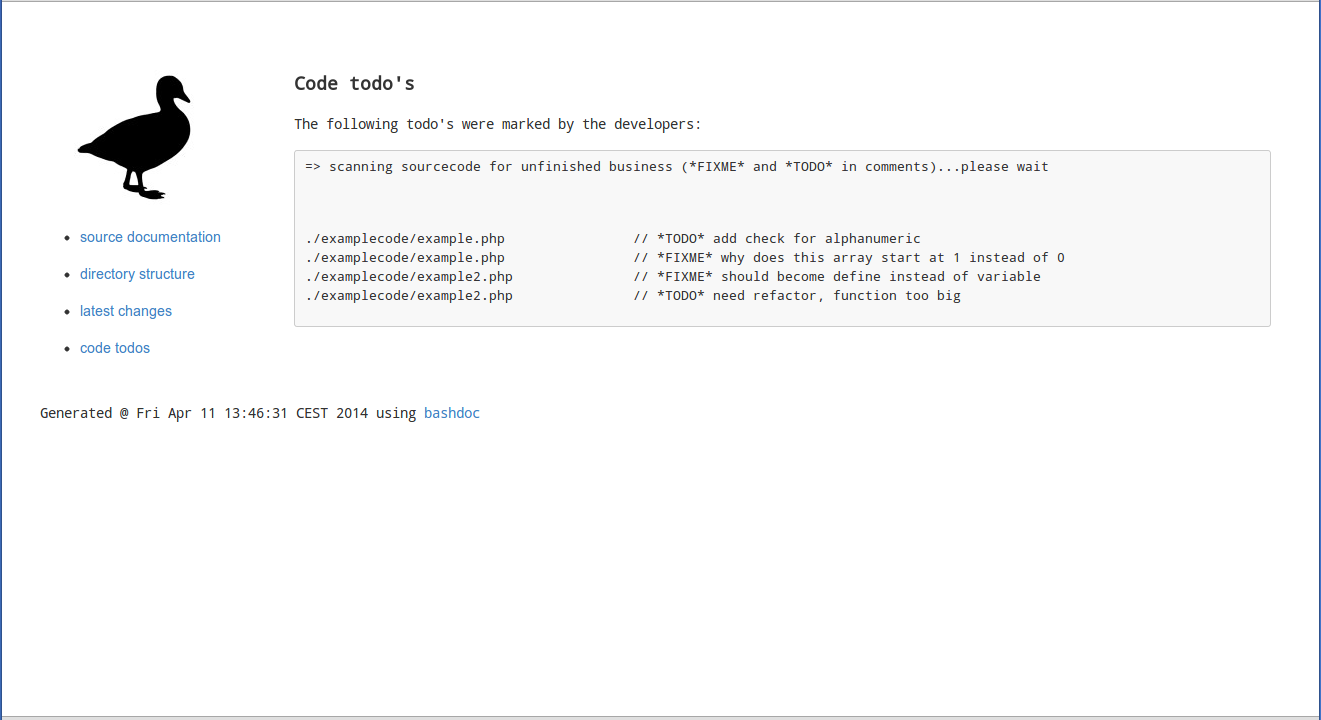 Code todo's
The following todo's were marked by the developers:
=> scanning sourcecode for unfinished business (*FIXME* and *TODO* in comments)...please wait
./examplecode/example.php // *TODO* add check for alphanumeric
./examplecode/example.php // *FIXME* why does this array start at 1 instead of 0
./examplecode/example2.php // *FIXME* should become define instead of variable
./examplecode/example2.php // *TODO* need refactor, function too big
source documentation
directory structure
latest changes
code todos
Generated @ Fri Apr 11 13:46:31 CEST 2014 using bashdoc